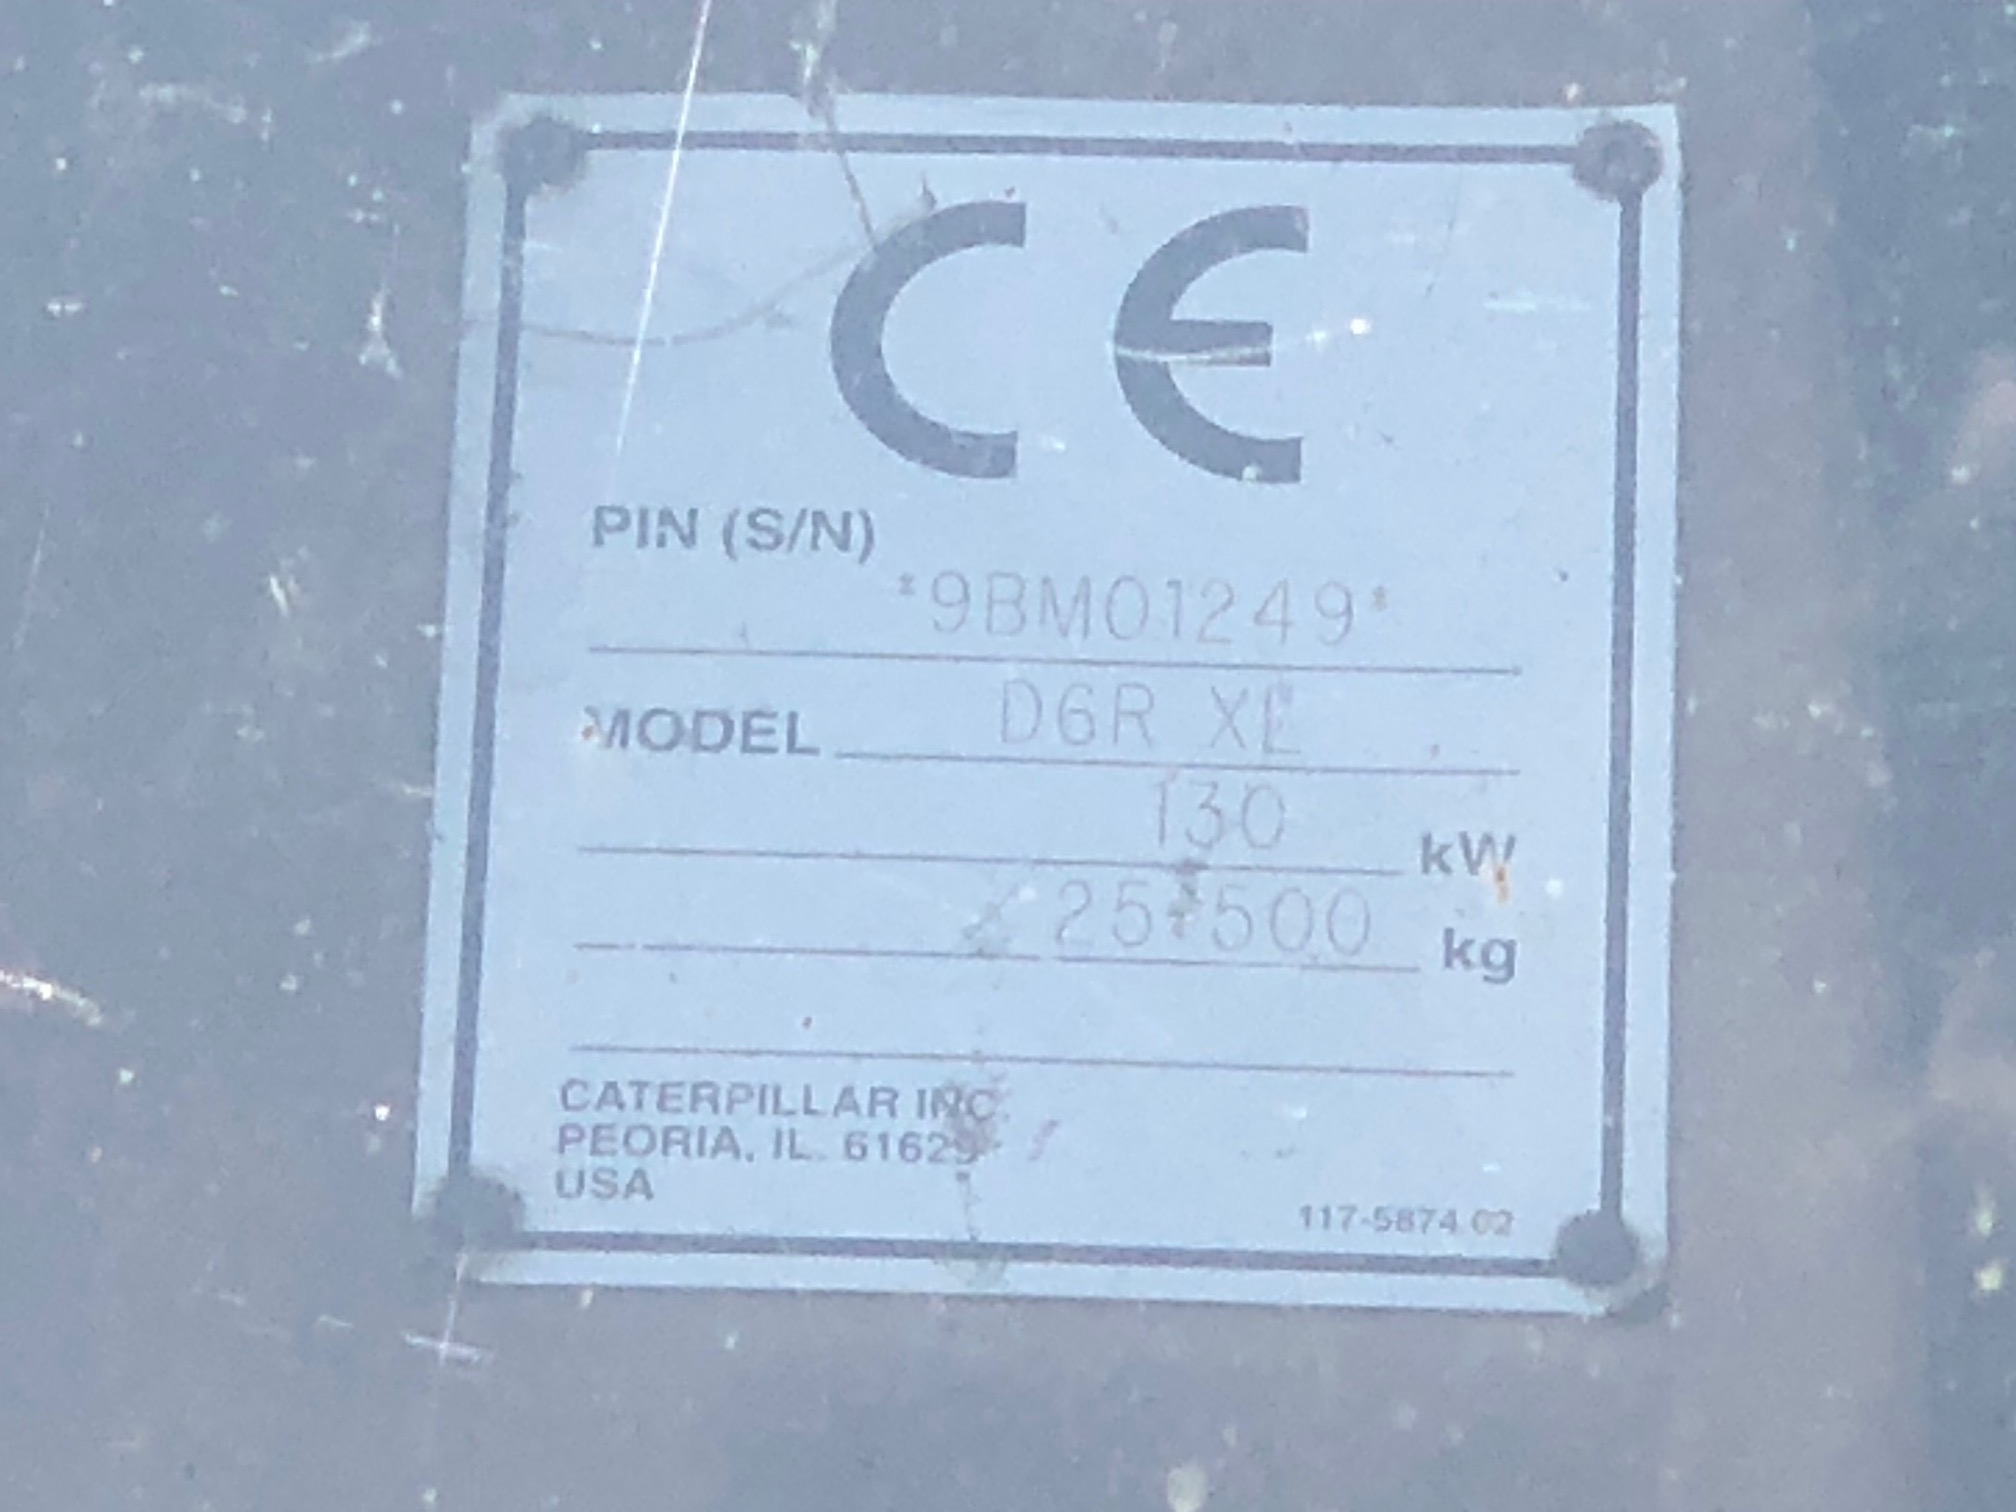 CE
PIN (S/N)
*9BM01249*
MODEL D6R XL
130 kW
25500 kg
CATERPILLAR INC.
PEORIA, IL. 61629
USA
117-5874 02